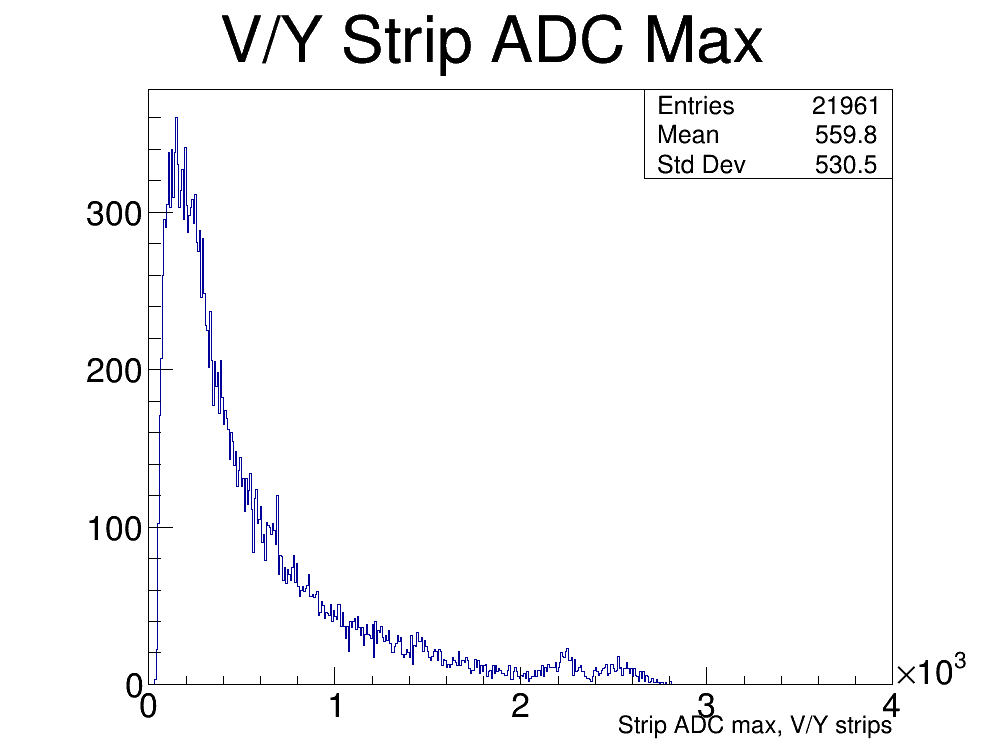 V/Y Strip ADC Max
Entries 21961
Mean 559.8
Std Dev 530.5
300
200
100
0
0 1 2 3 4
×10³
Strip ADC max, V/Y strips